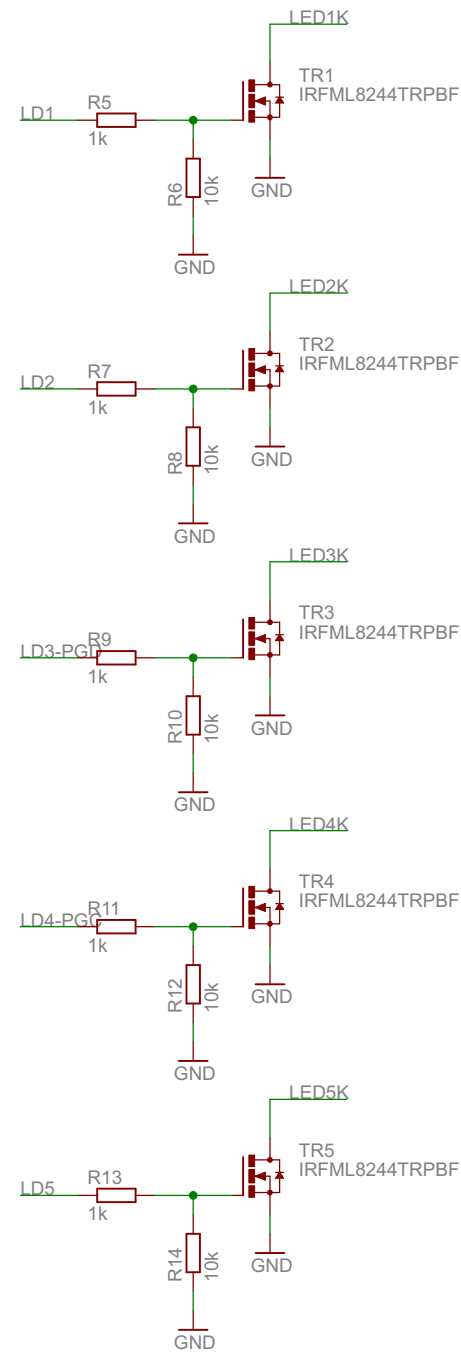 LED1K
TR1
IRFML8244TRPBF
LD1
R5
1k
R6
10k
GND
GND
LED2K
TR2
IRFML8244TRPBF
LD2
R7
1k
R8
10k
GND
GND
LED3K
TR3
IRFML8244TRPBF
LD3-PGD
R9
1k
R10
10k
GND
GND
LED4K
TR4
IRFML8244TRPBF
LD4-PGC
R11
1k
R12
10k
GND
GND
LED5K
TR5
IRFML8244TRPBF
LD5
R13
1k
R14
10k
GND
GND